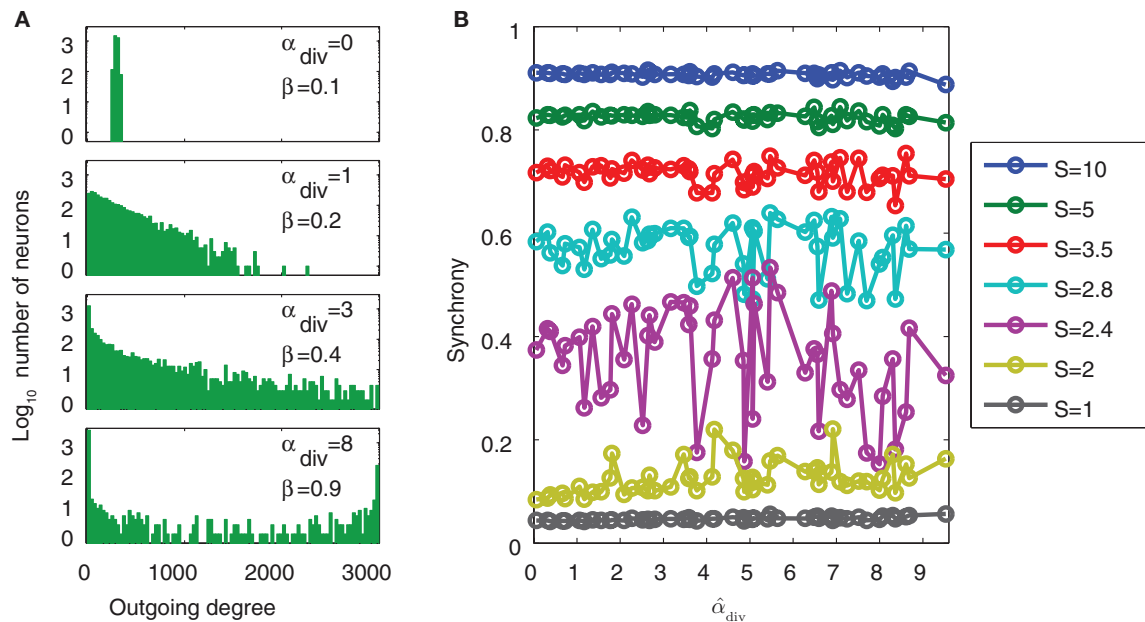 A
Log₁₀ number of neurons
3
2
1
0
α div=0
β=0.1
3
2
1
0
α div=1
β=0.2
3
2
1
0
α div=3
β=0.4
3
2
1
0
α div=8
β=0.9
0 1000 2000 3000
Outgoing degree
B
Synchrony
1
0.8
0.6
0.4
0.2
0
0 1 2 3 4 5 6 7 8 9
α̂div
S=10
S=5
S=3.5
S=2.8
S=2.4
S=2
S=1